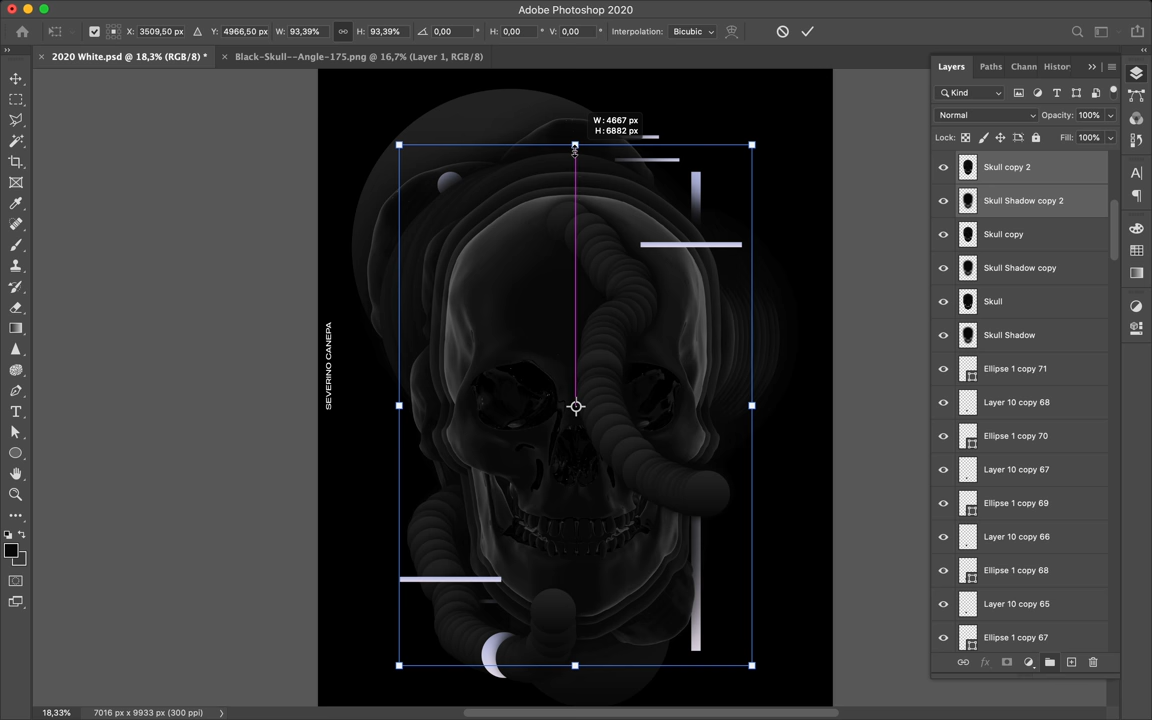 Adobe Photoshop 2020
X: 3509,50 px Y: 4966,50 px W: 93,39% H: 93,39% 0,00 ° H: 0,00 ° V: 0,00 ° Interpolation: Bicubic
× 2020 White.psd @ 18,3% (RGB/8) * × Black-Skull--Angle-175.png @ 16,7% (Layer 1, RGB/8)
W: 4667 px
H: 6882 px
SEVERINO CANEPA
Layers Paths Chann Histor
Kind
Normal Opacity: 100%
Lock: Fill: 100%
Skull copy 2
Skull Shadow copy 2
Skull copy
Skull Shadow copy
Skull
Skull Shadow
Ellipse 1 copy 71
Layer 10 copy 68
Ellipse 1 copy 70
Layer 10 copy 67
Ellipse 1 copy 69
Layer 10 copy 66
Ellipse 1 copy 68
Layer 10 copy 65
Ellipse 1 copy 67
fx
18,33% 7016 px x 9933 px (300 ppi)